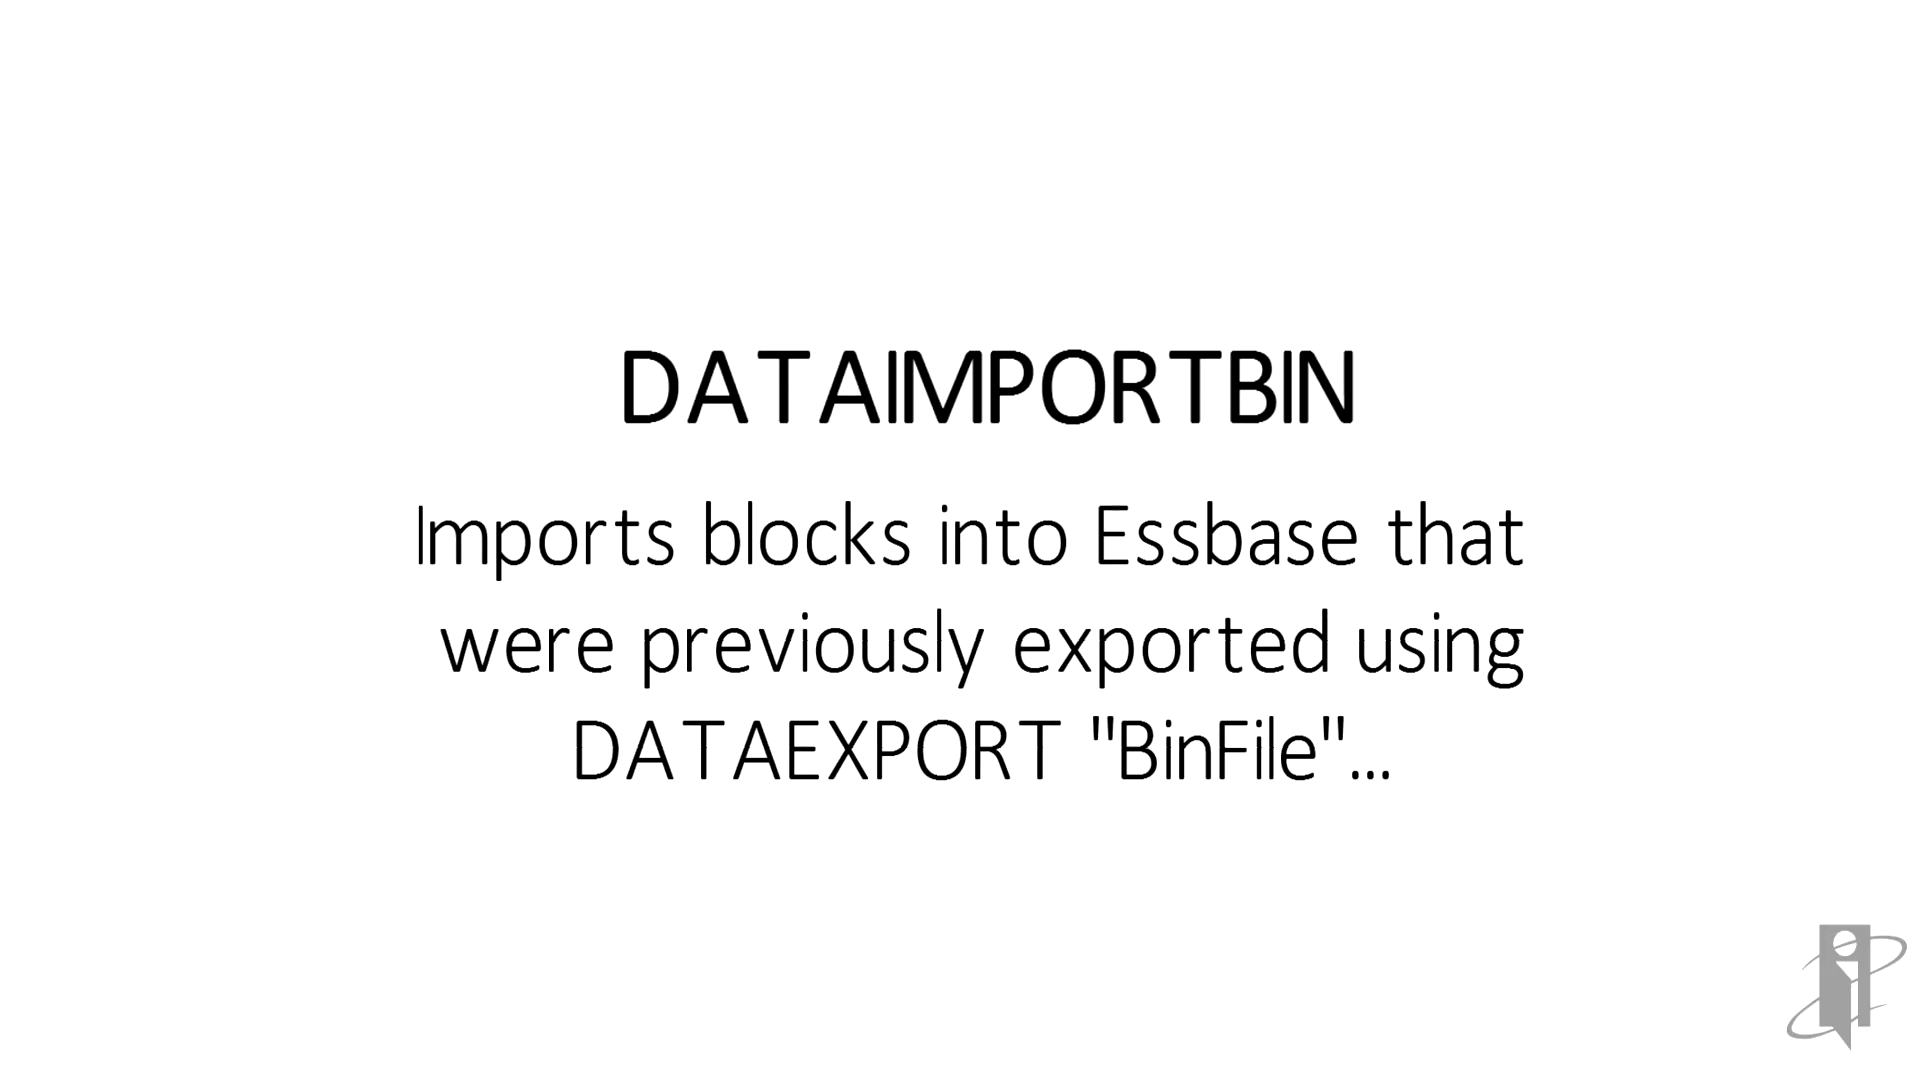 DATAIMPORTBIN
Imports blocks into Essbase that
were previously exported using
DATAEXPORT "BinFile"...